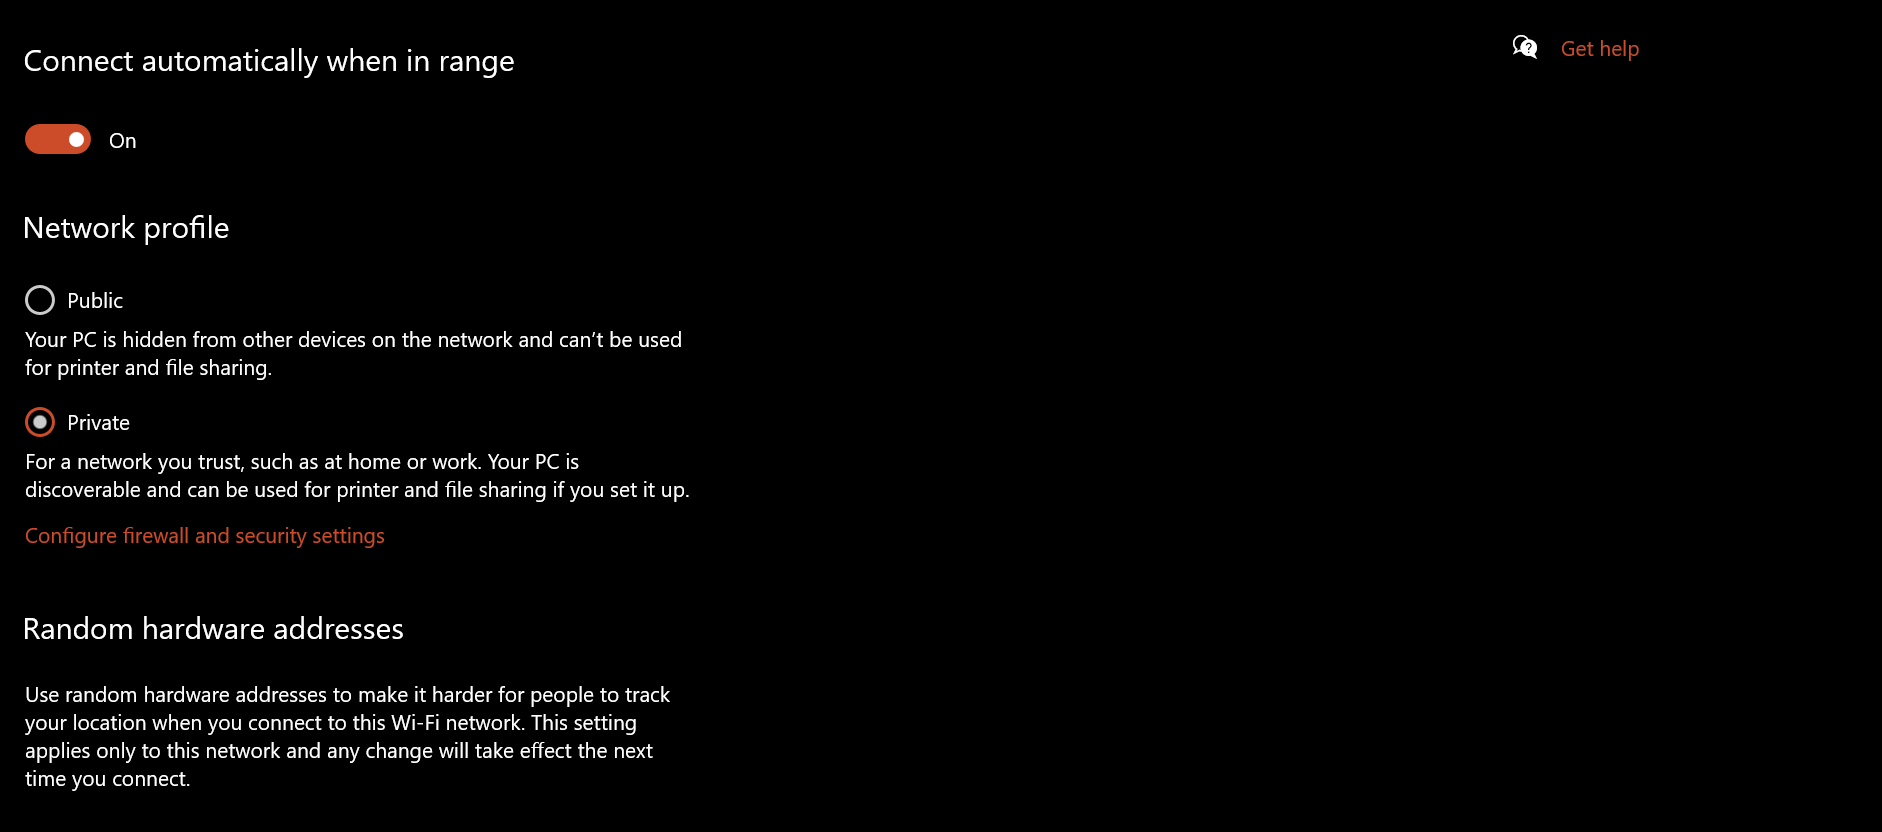 Connect automatically when in range
Get help
On
Network profile
Public
Your PC is hidden from other devices on the network and can’t be used
for printer and file sharing.
Private
For a network you trust, such as at home or work. Your PC is
discoverable and can be used for printer and file sharing if you set it up.
Configure firewall and security settings
Random hardware addresses
Use random hardware addresses to make it harder for people to track
your location when you connect to this Wi-Fi network. This setting
applies only to this network and any change will take effect the next
time you connect.